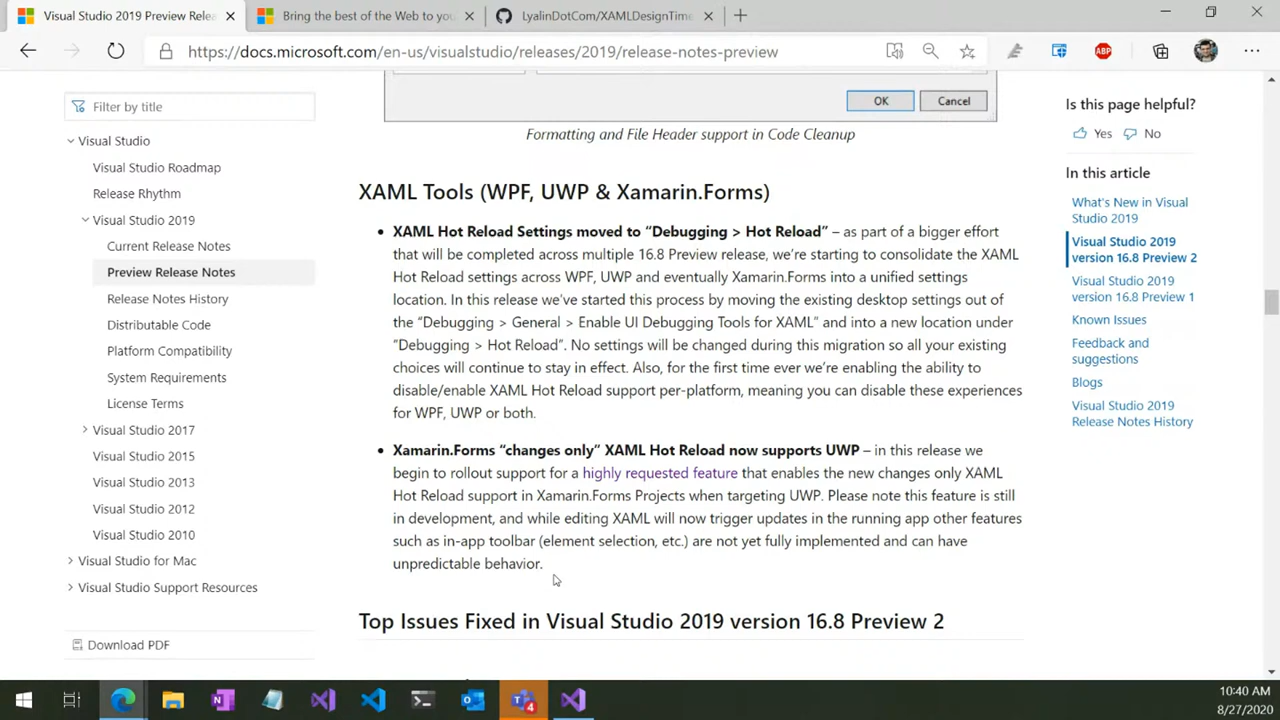 Visual Studio 2019 Preview Relea
Bring the best of the Web to you
LyalinDotCom/XAMLDesignTime
https://docs.microsoft.com/en-us/visualstudio/releases/2019/release-notes-preview
ABP
Filter by title
Visual Studio
Visual Studio Roadmap
Release Rhythm
Visual Studio 2019
Current Release Notes
Preview Release Notes
Release Notes History
Distributable Code
Platform Compatibility
System Requirements
License Terms
Visual Studio 2017
Visual Studio 2015
Visual Studio 2013
Visual Studio 2012
Visual Studio 2010
Visual Studio for Mac
Visual Studio Support Resources
Download PDF
OK
Cancel
Formatting and File Header support in Code Cleanup
XAML Tools (WPF, UWP & Xamarin.Forms)
• XAML Hot Reload Settings moved to “Debugging > Hot Reload” – as part of a bigger effort
that will be completed across multiple 16.8 Preview release, we’re starting to consolidate the XAML
Hot Reload settings across WPF, UWP and eventually Xamarin.Forms into a unified settings
location. In this release we’ve started this process by moving the existing desktop settings out of
the “Debugging > General > Enable UI Debugging Tools for XAML” and into a new location under
“Debugging > Hot Reload”. No settings will be changed during this migration so all your existing
choices will continue to stay in effect. Also, for the first time ever we’re enabling the ability to
disable/enable XAML Hot Reload support per-platform, meaning you can disable these experiences
for WPF, UWP or both.
• Xamarin.Forms “changes only” XAML Hot Reload now supports UWP – in this release we
begin to rollout support for a highly requested feature that enables the new changes only XAML
Hot Reload support in Xamarin.Forms Projects when targeting UWP. Please note this feature is still
in development, and while editing XAML will now trigger updates in the running app other features
such as in-app toolbar (element selection, etc.) are not yet fully implemented and can have
unpredictable behavior.
Top Issues Fixed in Visual Studio 2019 version 16.8 Preview 2
Is this page helpful?
Yes
No
In this article
What's New in Visual
Studio 2019
Visual Studio 2019
version 16.8 Preview 2
Visual Studio 2019
version 16.8 Preview 1
Known Issues
Feedback and
suggestions
Blogs
Visual Studio 2019
Release Notes History
4
10:40 AM
8/27/2020